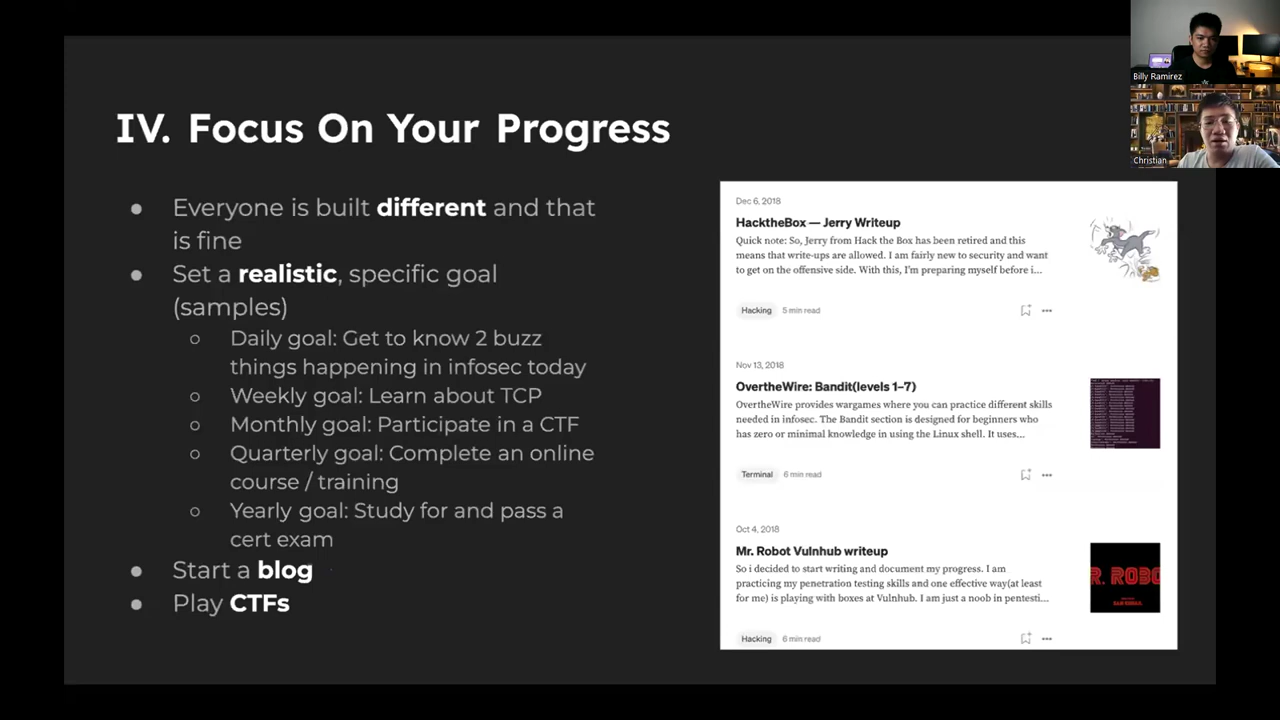 IV. Focus On Your Progress
● Everyone is built different and that
is fine
● Set a realistic, specific goal
(samples)
○ Daily goal: Get to know 2 buzz
things happening in infosec today
○ Weekly goal: Learn about TCP
○ Monthly goal: Participate in a CTF
○ Quarterly goal: Complete an online
course / training
○ Yearly goal: Study for and pass a
cert exam
● Start a blog
● Play CTFs
Dec 6, 2018
HacktheBox — Jerry Writeup
Quick note: So, Jerry from Hack the Box has been retired and this
means that write-ups are allowed. I am fairly new to security and want
to get on the offensive side. With this, I'm preparing myself before i...
Hacking 5 min read
Nov 13, 2018
OvertheWire: Bandit(levels 1–7)
OvertheWire provides wargames where you can practice different skills
needed in infosec. The Bandit section is designed for beginners who
has zero or minimal knowledge in using the Linux shell. It uses...
Terminal 6 min read
Oct 4, 2018
Mr. Robot Vulnhub writeup
So i decided to start writing and document my progress. I am
practicing my penetration testing skills and one effective way(at least
for me) is playing with boxes at Vulnhub. I am just a noob in pentesti...
R. ROBO
Hacking 6 min read
Billy Ramirez
Christian